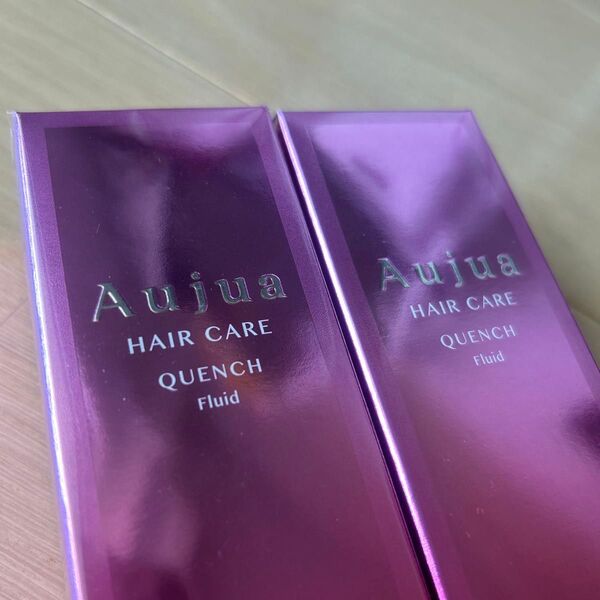 Aujua
HAIR CARE
QUENCH
Fluid
Aujua
HAIR CARE
QUENCH
Fluid